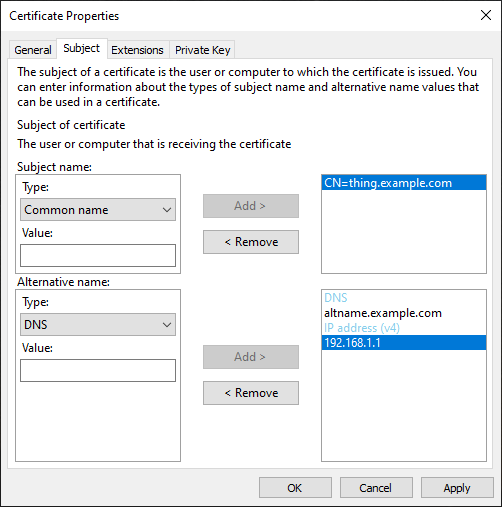 Certificate Properties
General Subject Extensions Private Key
The subject of a certificate is the user or computer to which the certificate is issued. You
can enter information about the types of subject name and alternative name values that
can be used in a certificate.
Subject of certificate
The user or computer that is receiving the certificate
Subject name:
Type:
Common name
Value:
Add >
< Remove
CN=thing.example.com
Alternative name:
Type:
DNS
Value:
Add >
< Remove
DNS
altname.example.com
IP address (v4)
192.168.1.1
OK Cancel Apply